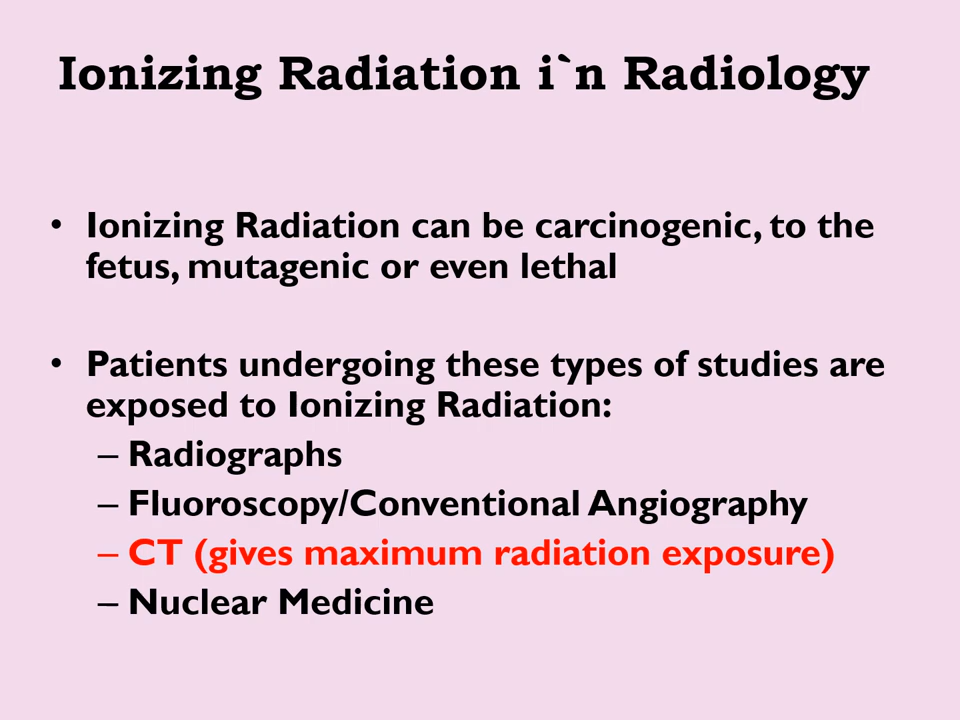 Ionizing Radiation i`n Radiology
• Ionizing Radiation can be carcinogenic, to the
fetus, mutagenic or even lethal
• Patients undergoing these types of studies are
exposed to Ionizing Radiation:
– Radiographs
– Fluoroscopy/Conventional Angiography
– CT (gives maximum radiation exposure)
– Nuclear Medicine